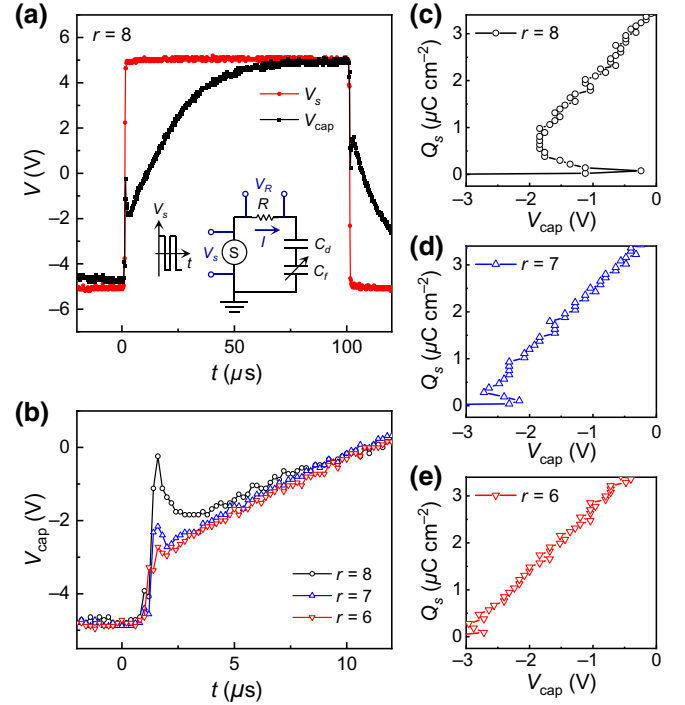 (a)
r = 8
V (V)
6
4
2
0
−2
−4
−6
V_s
V_cap
V_R
R
I
V_s
S
C_d
C_f
V_s
t
0
50
100
t (μs)
(b)
V_cap (V)
0
−2
−4
r = 8
r = 7
r = 6
0
5
10
t (μs)
(c)
r = 8
Q_s (μC cm⁻²)
3
2
1
0
−3
−2
−1
0
V_cap (V)
(d)
r = 7
Q_s (μC cm⁻²)
3
2
1
0
−3
−2
−1
0
V_cap (V)
(e)
r = 6
Q_s (μC cm⁻²)
3
2
1
0
−3
−2
−1
0
V_cap (V)